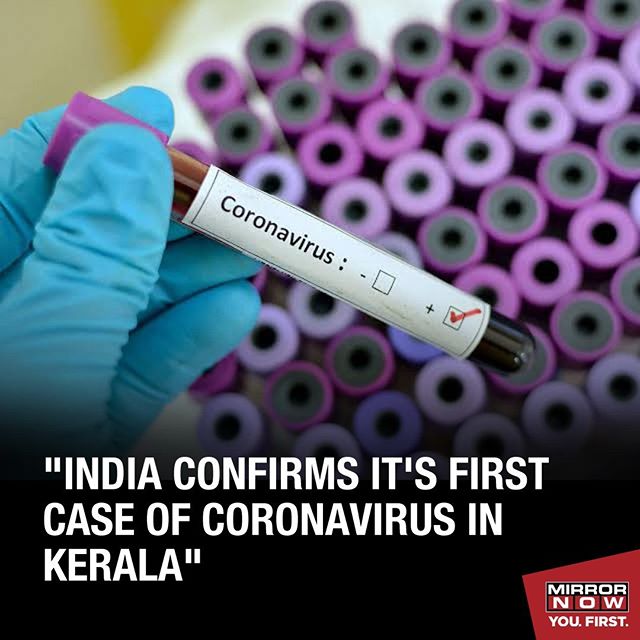 Coronavirus :
-
+
"INDIA CONFIRMS IT'S FIRST
CASE OF CORONAVIRUS IN
KERALA"
MIRROR
NOW
YOU. FIRST.